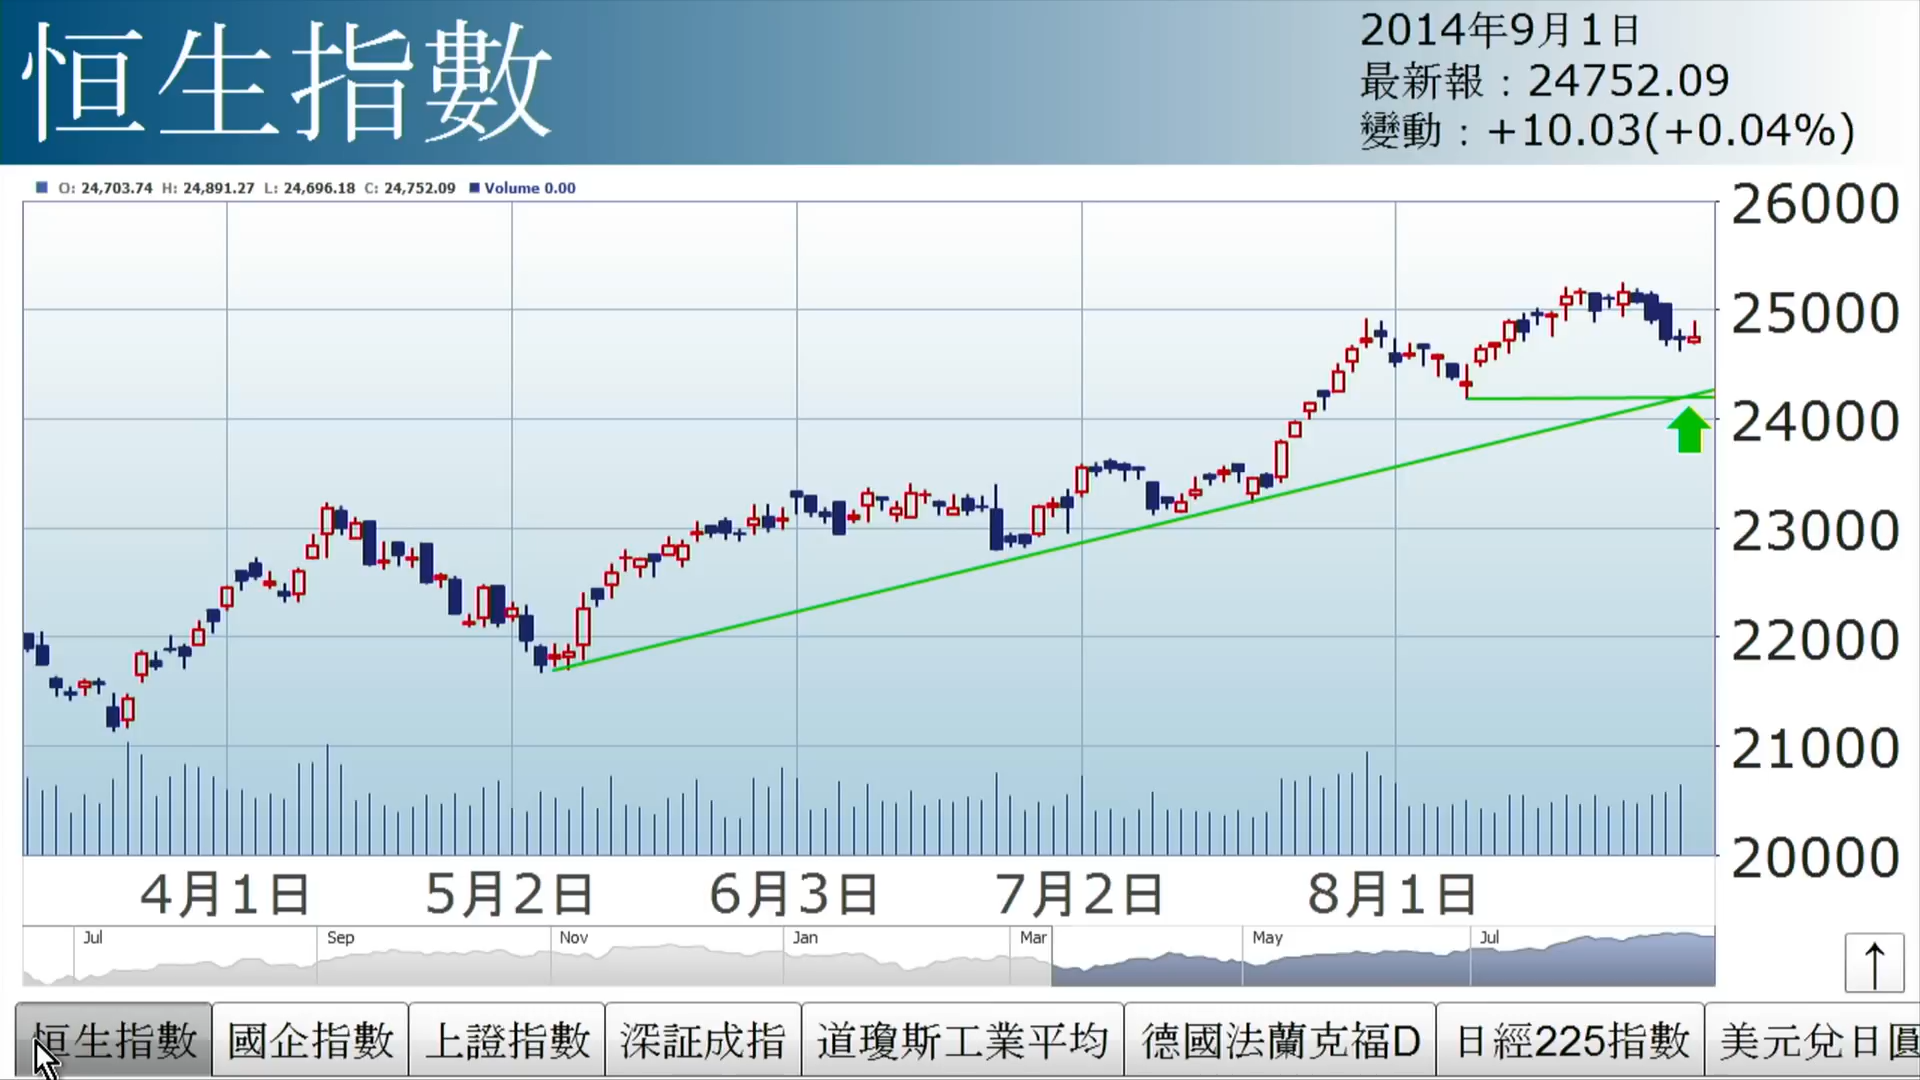 恒生指數
2014年9月1日
最新報：24752.09
變動：+10.03(+0.04%)
O: 24,703.74 H: 24,891.27 L: 24,696.18 C: 24,752.09 Volume 0.00
26000
25000
24000
23000
22000
21000
20000
4月1日 5月2日 6月3日 7月2日 8月1日
Jul Sep Nov Jan Mar May Jul
恒生指數 國企指數 上證指數 深証成指 道瓊斯工業平均 德國法蘭克福D 日經225指數 美元兌日圓